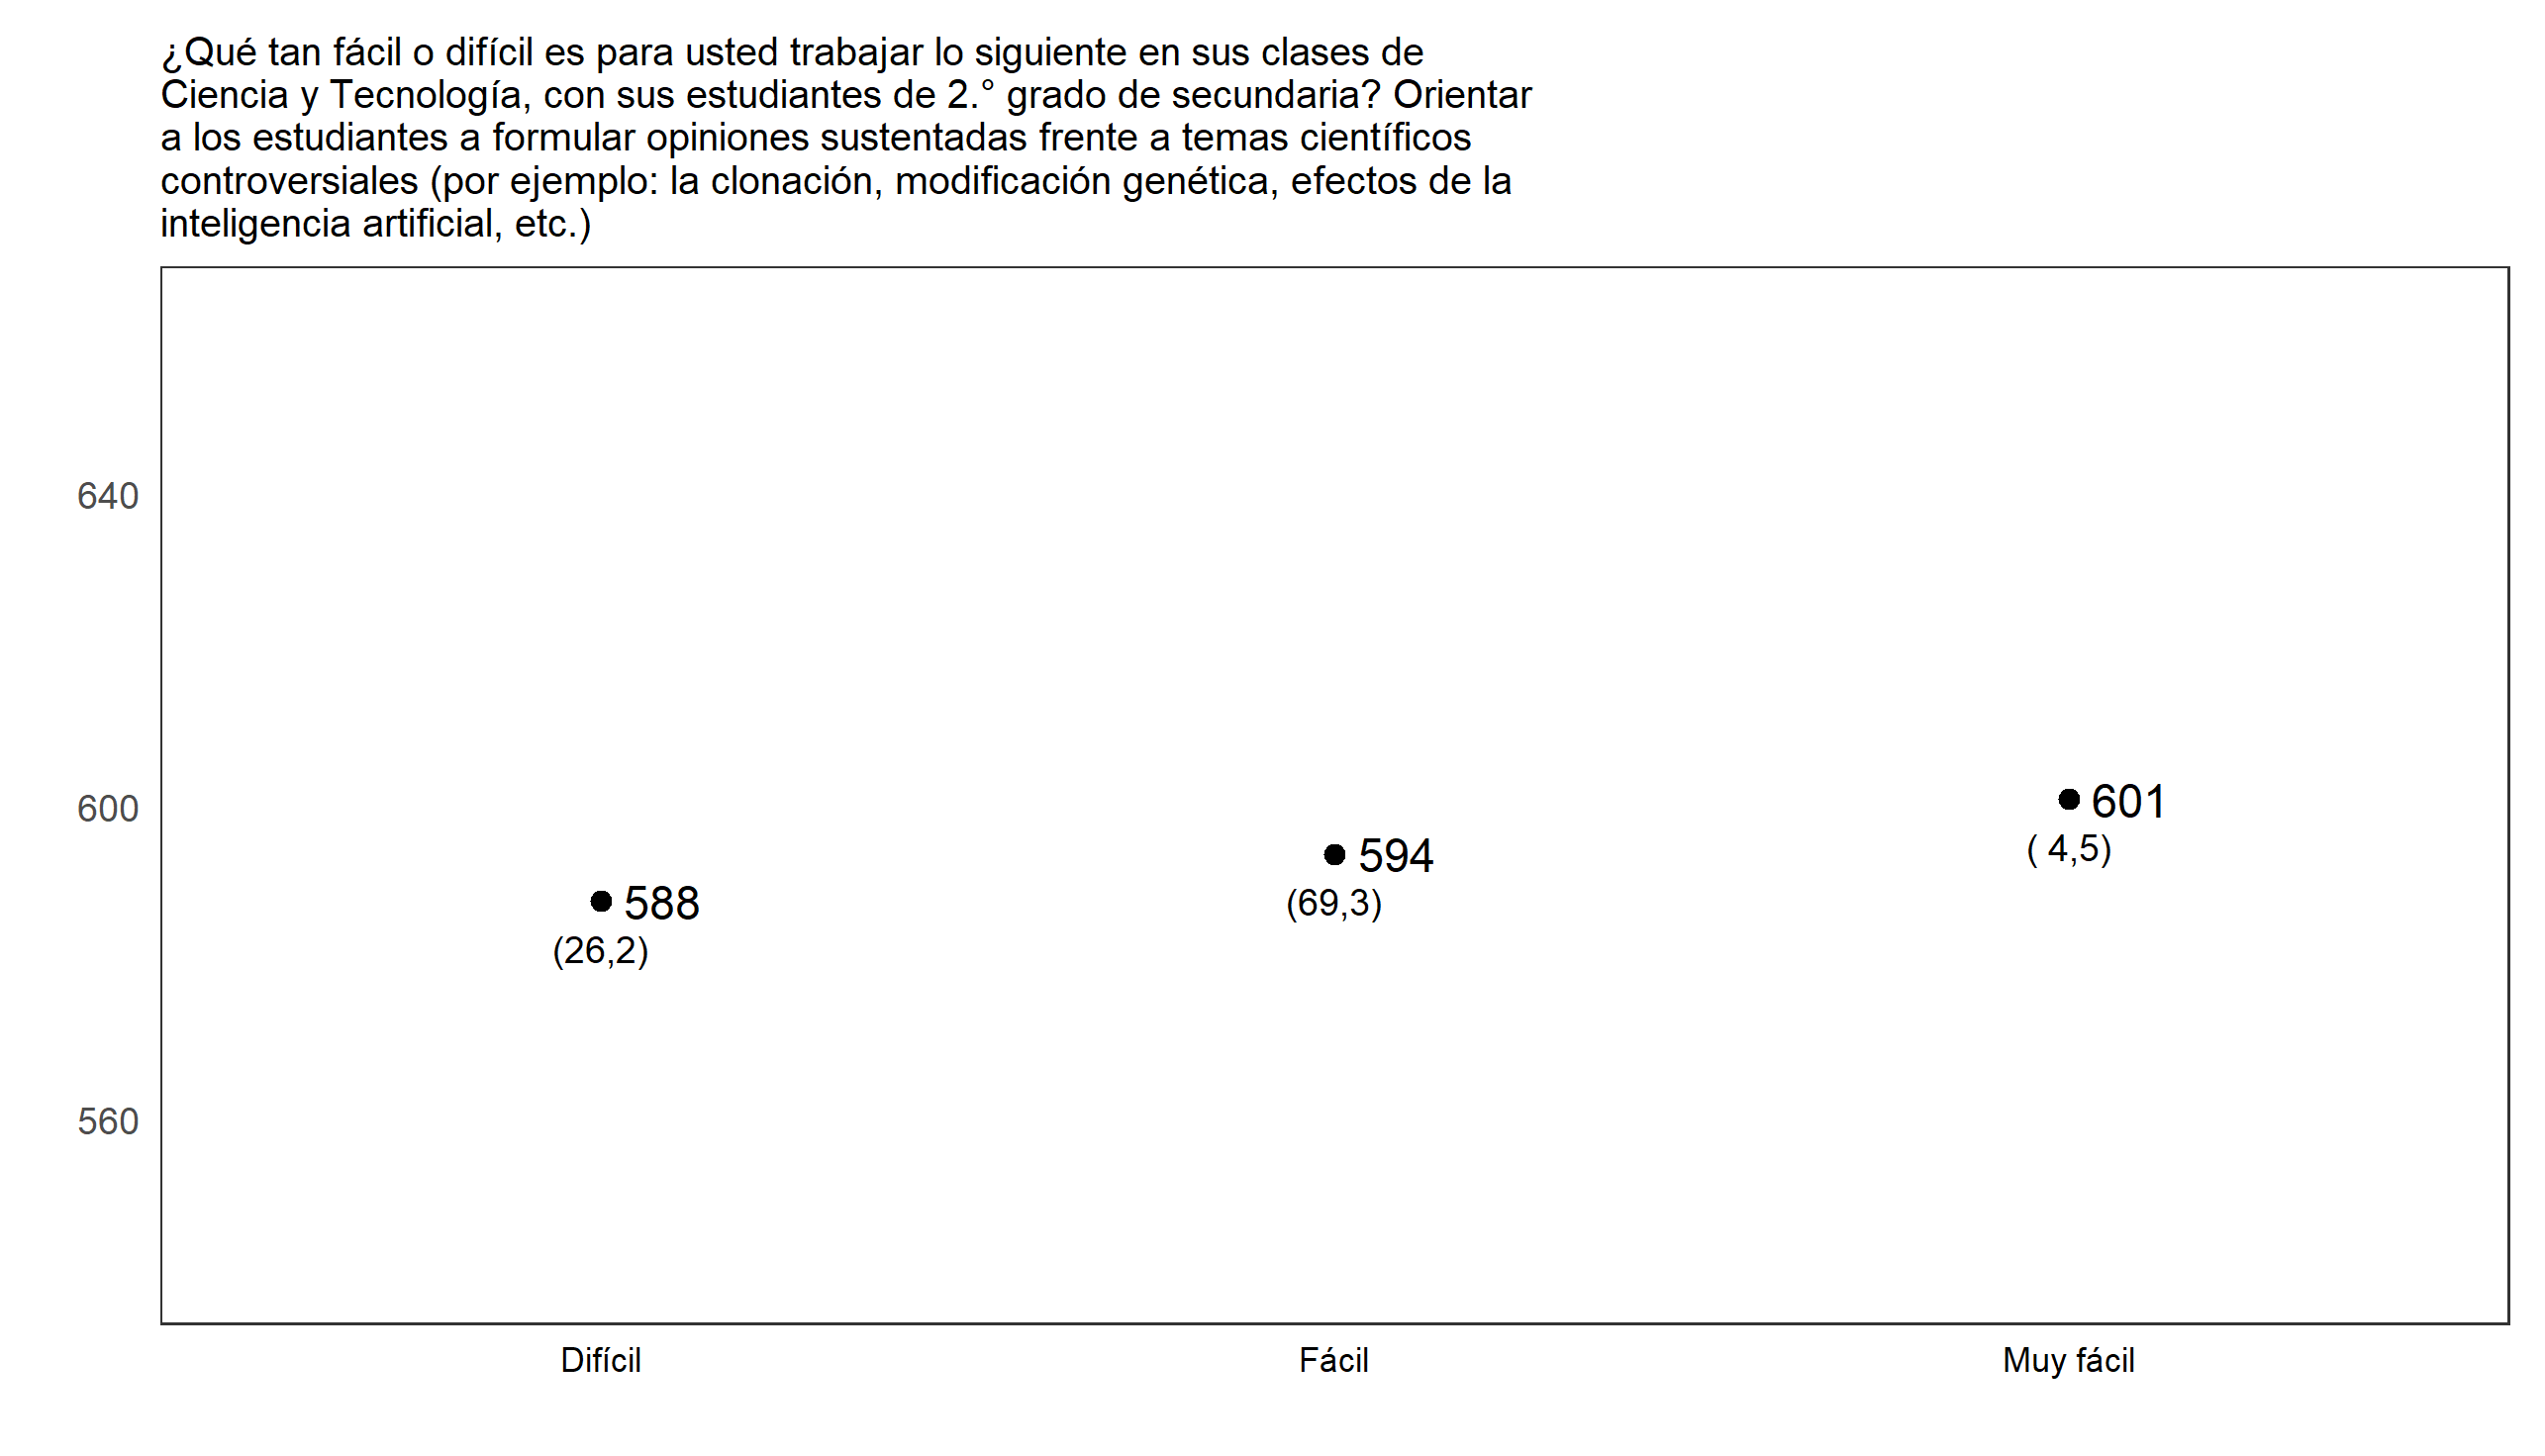 ¿Qué tan fácil o difícil es para usted trabajar lo siguiente en sus clases de
Ciencia y Tecnología, con sus estudiantes de 2.° grado de secundaria? Orientar
a los estudiantes a formular opiniones sustentadas frente a temas científicos
controversiales (por ejemplo: la clonación, modificación genética, efectos de la
inteligencia artificial, etc.)
640
600
560
588
(26,2)
594
(69,3)
601
( 4,5)
Difícil
Fácil
Muy fácil